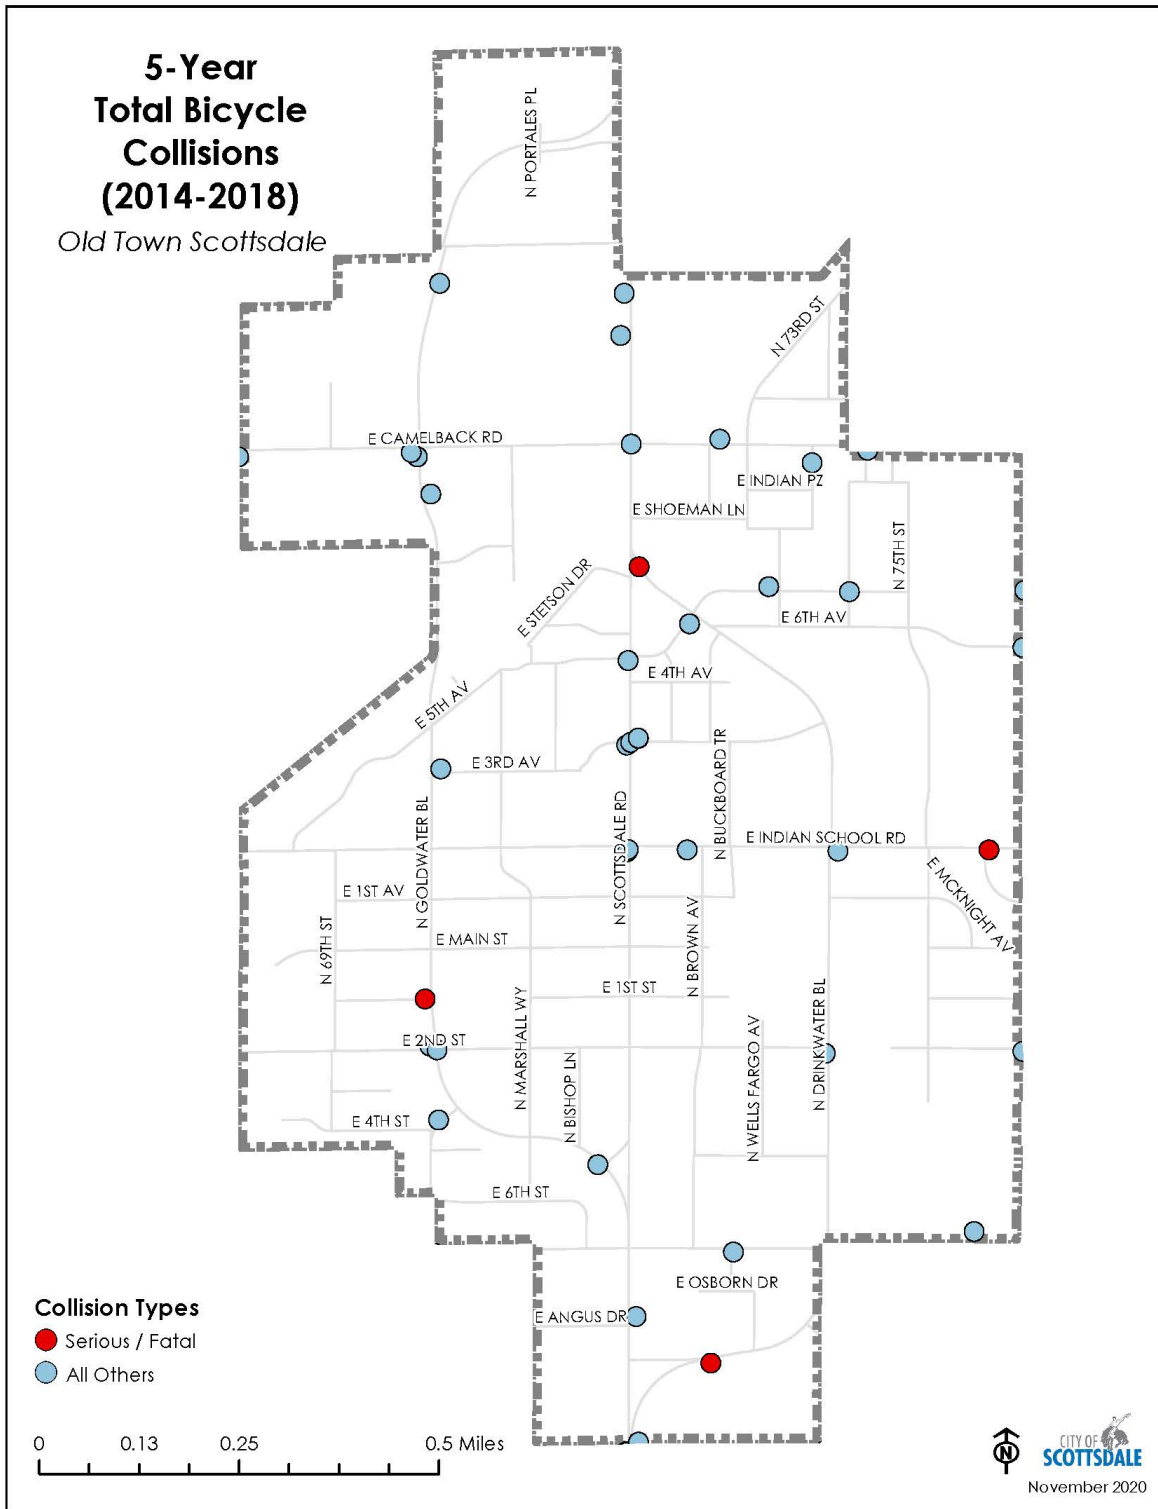 5-Year
Total Bicycle
Collisions
(2014-2018)
Old Town Scottsdale
N PORTALES PL
N 73RD ST
E CAMELBACK RD
E INDIAN PZ
E SHOEMAN LN
N 75TH ST
E STETSON DR
E 6TH AV
E 4TH AV
E 5TH AV
E 3RD AV
N BUCKBOARD TR
N GOLDWATER BL
N SCOTTSDALE RD
E INDIAN SCHOOL RD
E MCKNIGHT AV
E 1ST AV
N 69TH ST
E MAIN ST
N BROWN AV
E 1ST ST
N MARSHALL WY
E 2ND ST
N BISHOP LN
N WELLS FARGO AV
N DRINKWATER BL
E 4TH ST
E 6TH ST
E OSBORN DR
E ANGUS DR
Collision Types
Serious / Fatal
All Others
0 0.13 0.25 0.5 Miles
N
CITY OF
SCOTTSDALE
November 2020